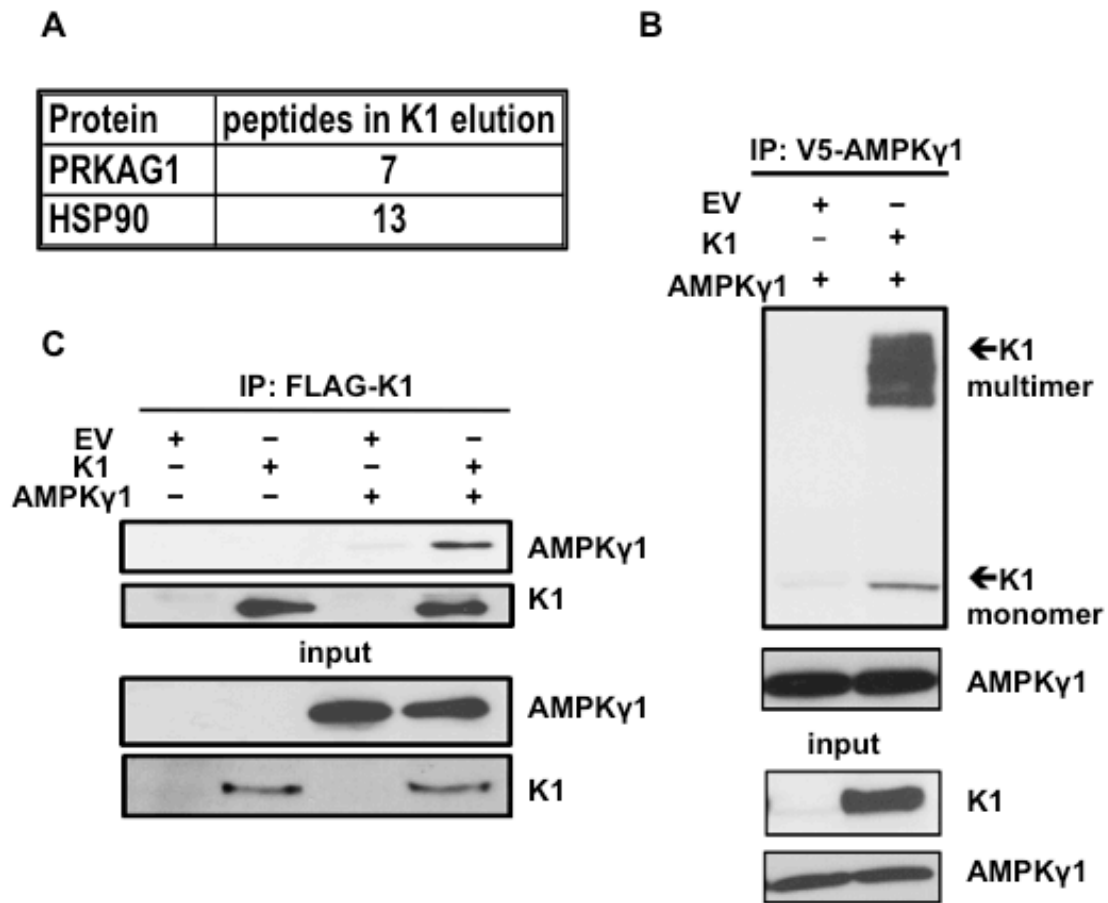 A
Protein peptides in K1 elution
PRKAG1 7
HSP90 13
B
IP: V5-AMPKγ1
EV + –
K1 – +
AMPKγ1 + +
←K1
multimer
←K1
monomer
AMPKγ1
input
K1
AMPKγ1
C
IP: FLAG-K1
EV + – + –
K1 – + – +
AMPKγ1 – – + +
AMPKγ1
K1
input
AMPKγ1
K1